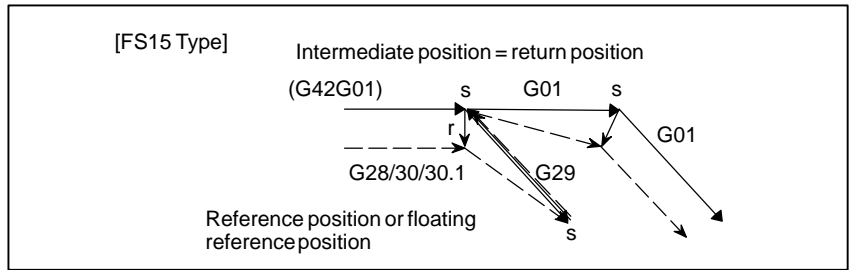 [FS15 Type]
Intermediate position = return position
(G42G01)
s
G01
s
r
G01
G28/30/30.1
G29
Reference position or floating
reference position
s